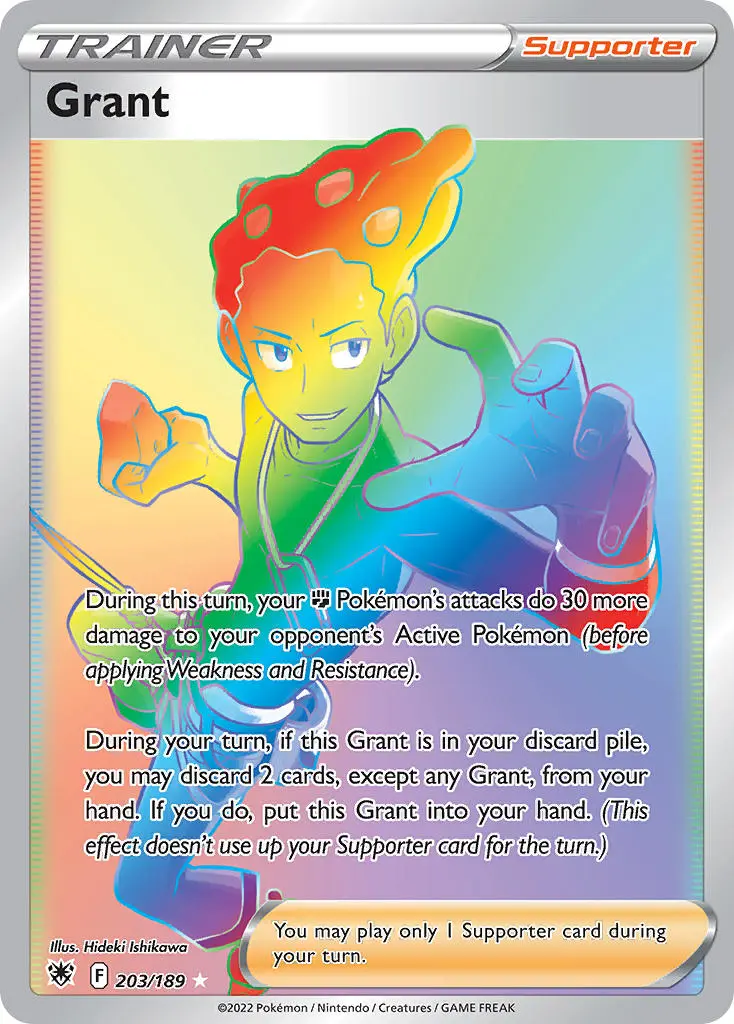 TRAINER
Supporter
Grant
During this turn, your Pokémon's attacks do 30 more
damage to your opponent's Active Pokémon (before
applying Weakness and Resistance).
During your turn, if this Grant is in your discard pile,
you may discard 2 cards, except any Grant, from your
hand. If you do, put this Grant into your hand. (This
effect doesn't use up your Supporter card for the turn.)
You may play only 1 Supporter card during
your turn.
Illus. Hideki Ishikawa
F 203/189
©2022 Pokémon / Nintendo / Creatures / GAME FREAK